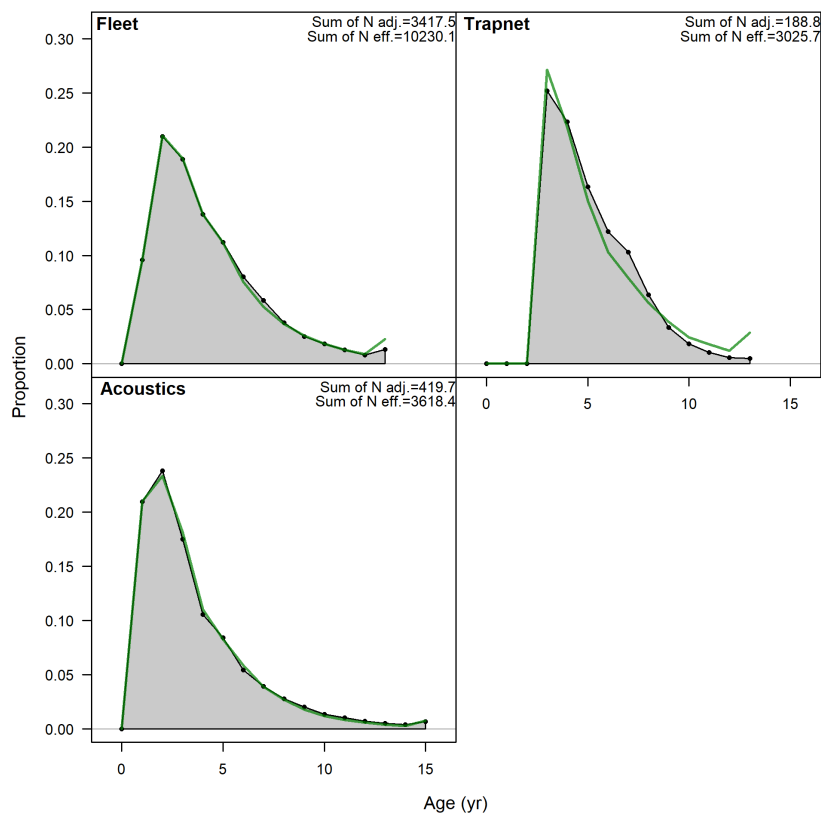 Fleet
Sum of N adj.=3417.5
Sum of N eff.=10230.1
Trapnet
Sum of N adj.=188.8
Sum of N eff.=3025.7
0.30
0.25
0.20
0.15
0.10
0.05
0.00
0 5 10 15
Acoustics
Sum of N adj.=419.7
Sum of N eff.=3618.4
0.30
0.25
0.20
0.15
0.10
0.05
0.00
0 5 10 15
Proportion
Age (yr)